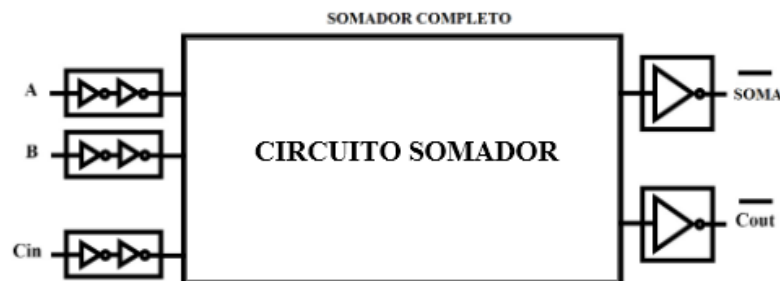 SOMADOR COMPLETO
A
SOMA
B
CIRCUITO SOMADOR
Cin
Cout